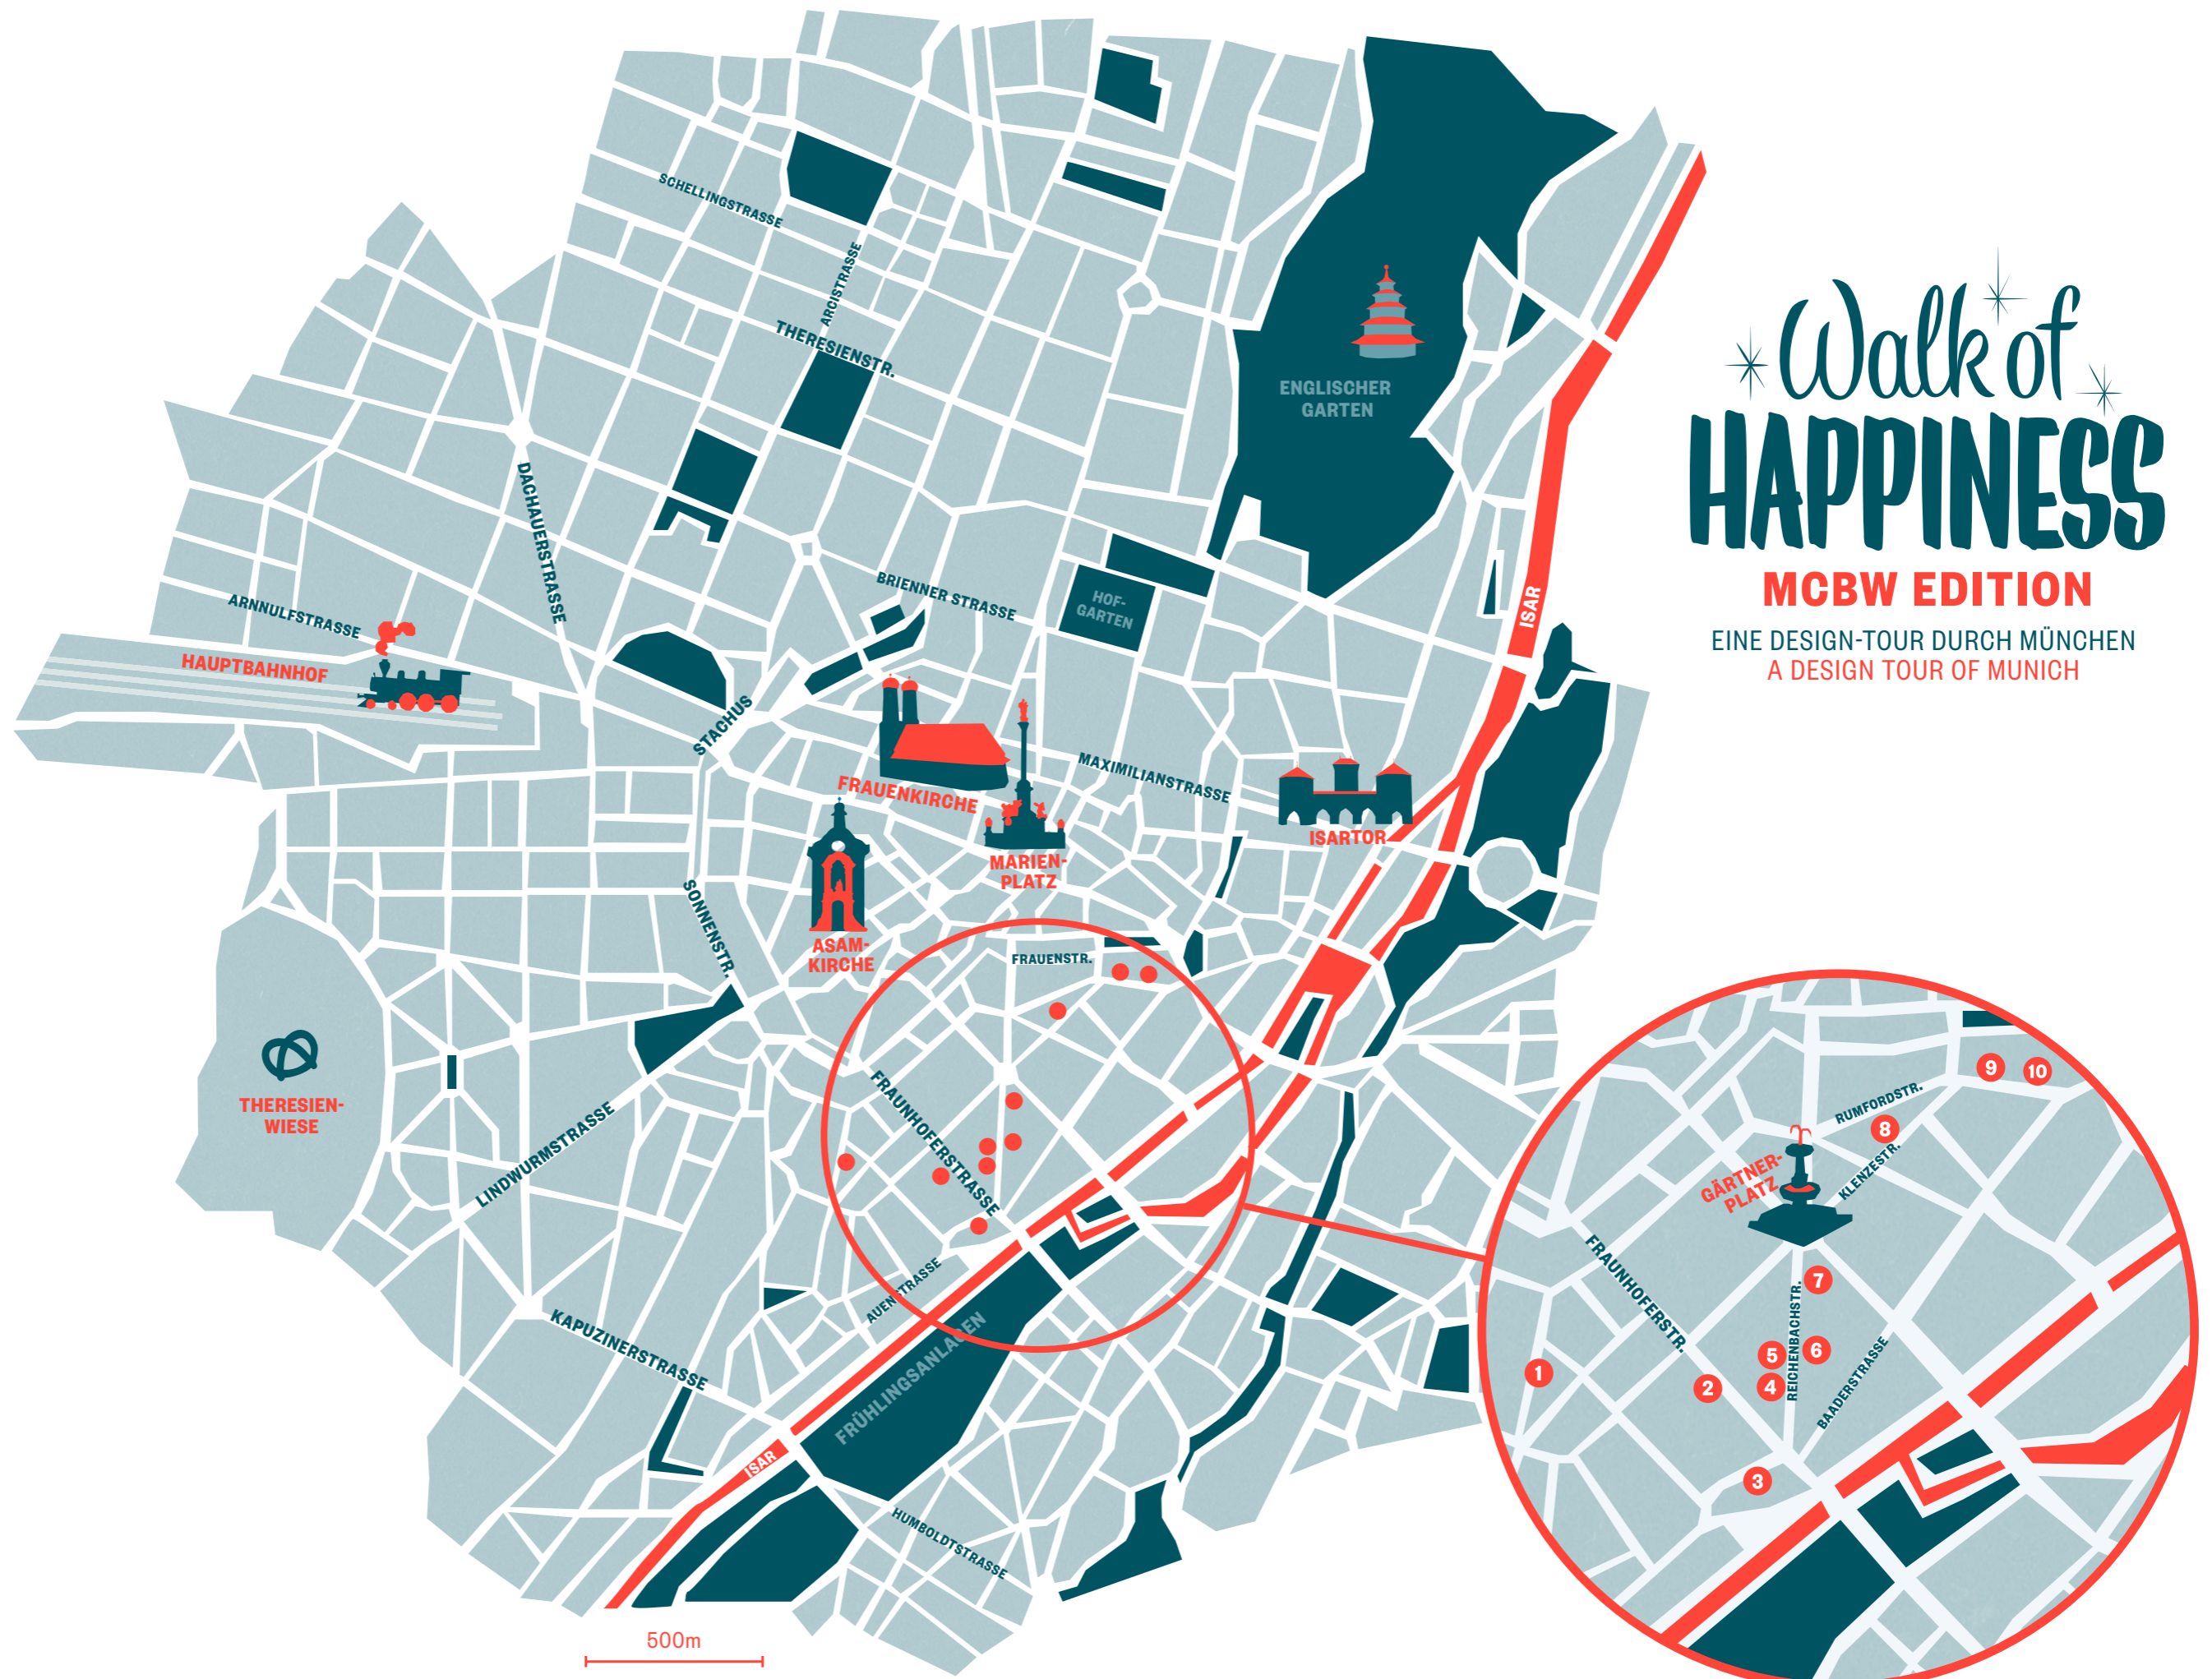 Walk of
HAPPINESS
MCBW EDITION
EINE DESIGN-TOUR DURCH MÜNCHEN
A DESIGN TOUR OF MUNICH
SCHELLINGSTRASSE
ARCISTRASSE
THERESIENSTR.
ENGLISCHER
GARTEN
DACHAUERSTRASSE
BRIENNER STRASSE
HOF-
GARTEN
ISAR
ARNNULFSTRASSE
HAUPTBAHNHOF
STACHUS
FRAUENKIRCHE
MAXIMILIANSTRASSE
ISARTOR
MARIEN-
PLATZ
SONNENSTR.
ASAM-
KIRCHE
FRAUENSTR.
THERESIEN-
WIESE
LINDWURMSTRASSE
FRAUNHOFERSTRASSE
AUENSTRASSE
KAPUZINERSTRASSE
FRÜHLINGSANLAGEN
ISAR
HUMBOLDTSTRASSE
500m
9
10
RUMFORDSTR.
8
KLENZESTR.
GÄRTNER-
PLATZ
FRAUNHOFERSTR.
7
REICHENBACHSTR.
5
6
BAADERSTRASSE
1
2
4
3